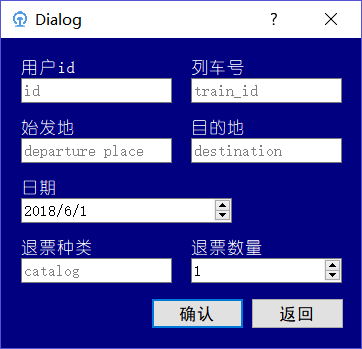 Dialog
用户id 列车号
id train_id
始发地 目的地
departure place destination
日期
2018/6/1
退票种类 退票数量
catalog 1
确认 返回